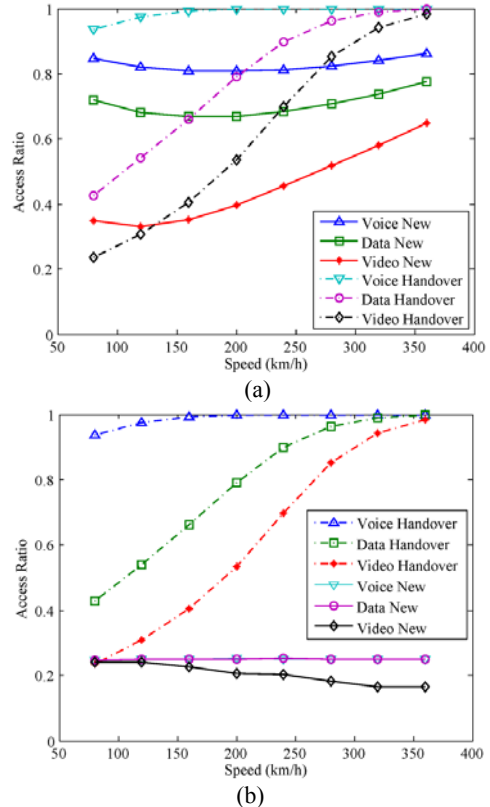 1
0.8
0.6
0.4
0.2
0
Access Ratio
Voice New
Data New
Video New
Voice Handover
Data Handover
Video Handover
50 100 150 200 250 300 350 400
Speed (km/h)
(a)
1
0.8
0.6
0.4
0.2
0
Access Ratio
Voice Handover
Data Handover
Video Handover
Voice New
Data New
Video New
50 100 150 200 250 300 350 400
Speed (km/h)
(b)